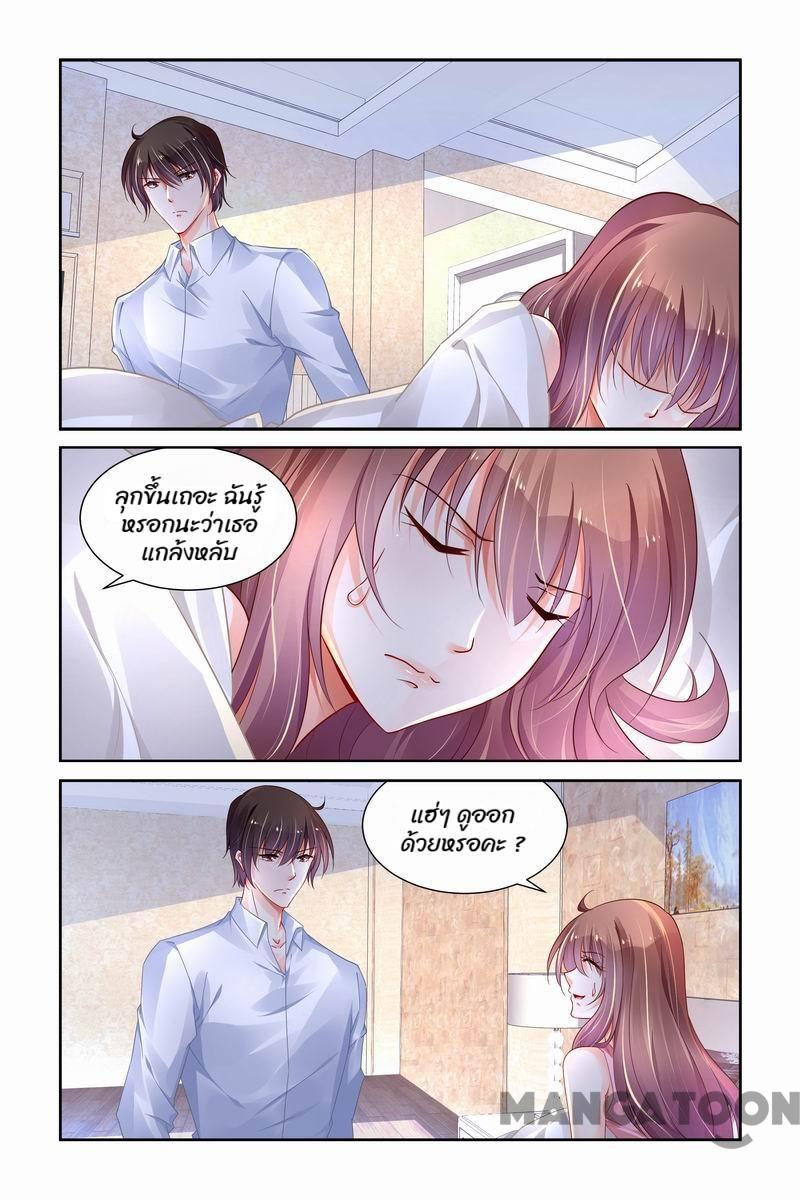 ลุกขึ้นเถอะ ฉันรู้
หรอกนะว่าเธอ
แกล้งหลับ
แฮ่ๆ ดูออก
ด้วยหรอคะ ?
MANGATOON